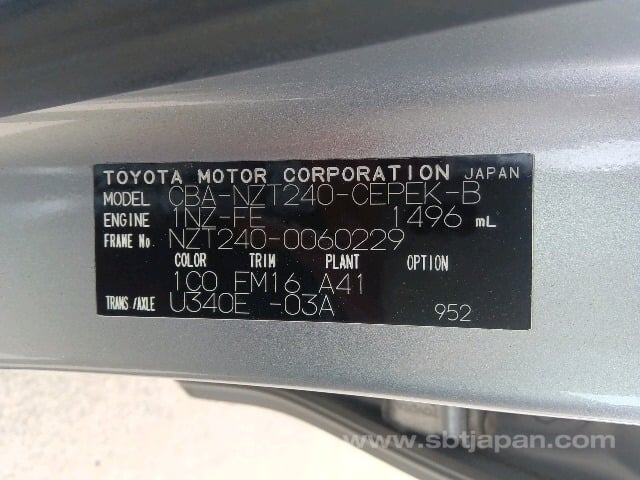 TOYOTA MOTOR CORPORATION JAPAN
MODEL CBA-NZT240-CEPEK-B
ENGINE 1NZ-FE 1496 mL
FRAME No. NZT240-0060229
COLOR TRIM PLANT OPTION
1C0 FM16 A41
TRANS/AXLE U340E -03A 952
www.sbtjapan.com